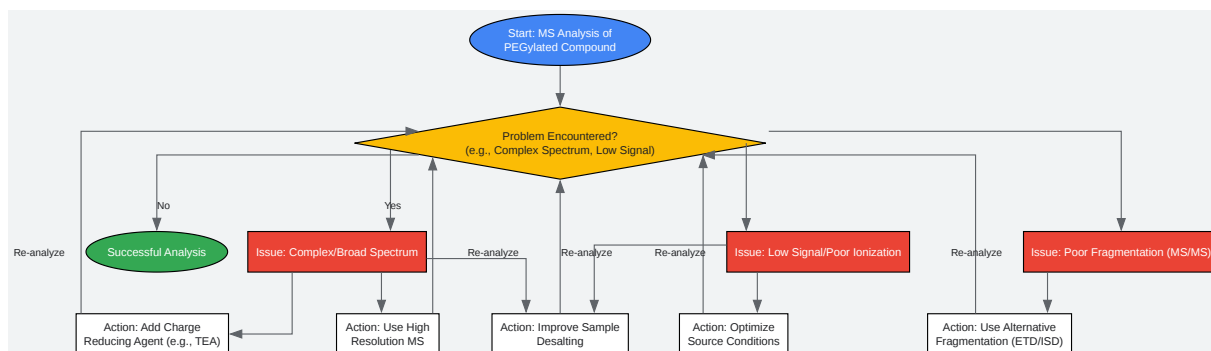 Start: MS Analysis of
PEGylated Compound
Problem Encountered?
(e.g., Complex Spectrum, Low Signal)
No
Yes
Re-analyze
Successful Analysis
Issue: Complex/Broad Spectrum
Re-analyze
Re-analyze
Re-analyze
Issue: Low Signal/Poor Ionization
Re-analyze
Issue: Poor Fragmentation (MS/MS)
Action: Add Charge
Reducing Agent (e.g., TEA)
Action: Use High
Resolution MS
Action: Improve Sample
Desalting
Action: Optimize
Source Conditions
Action: Use Alternative
Fragmentation (ETD/ISD)